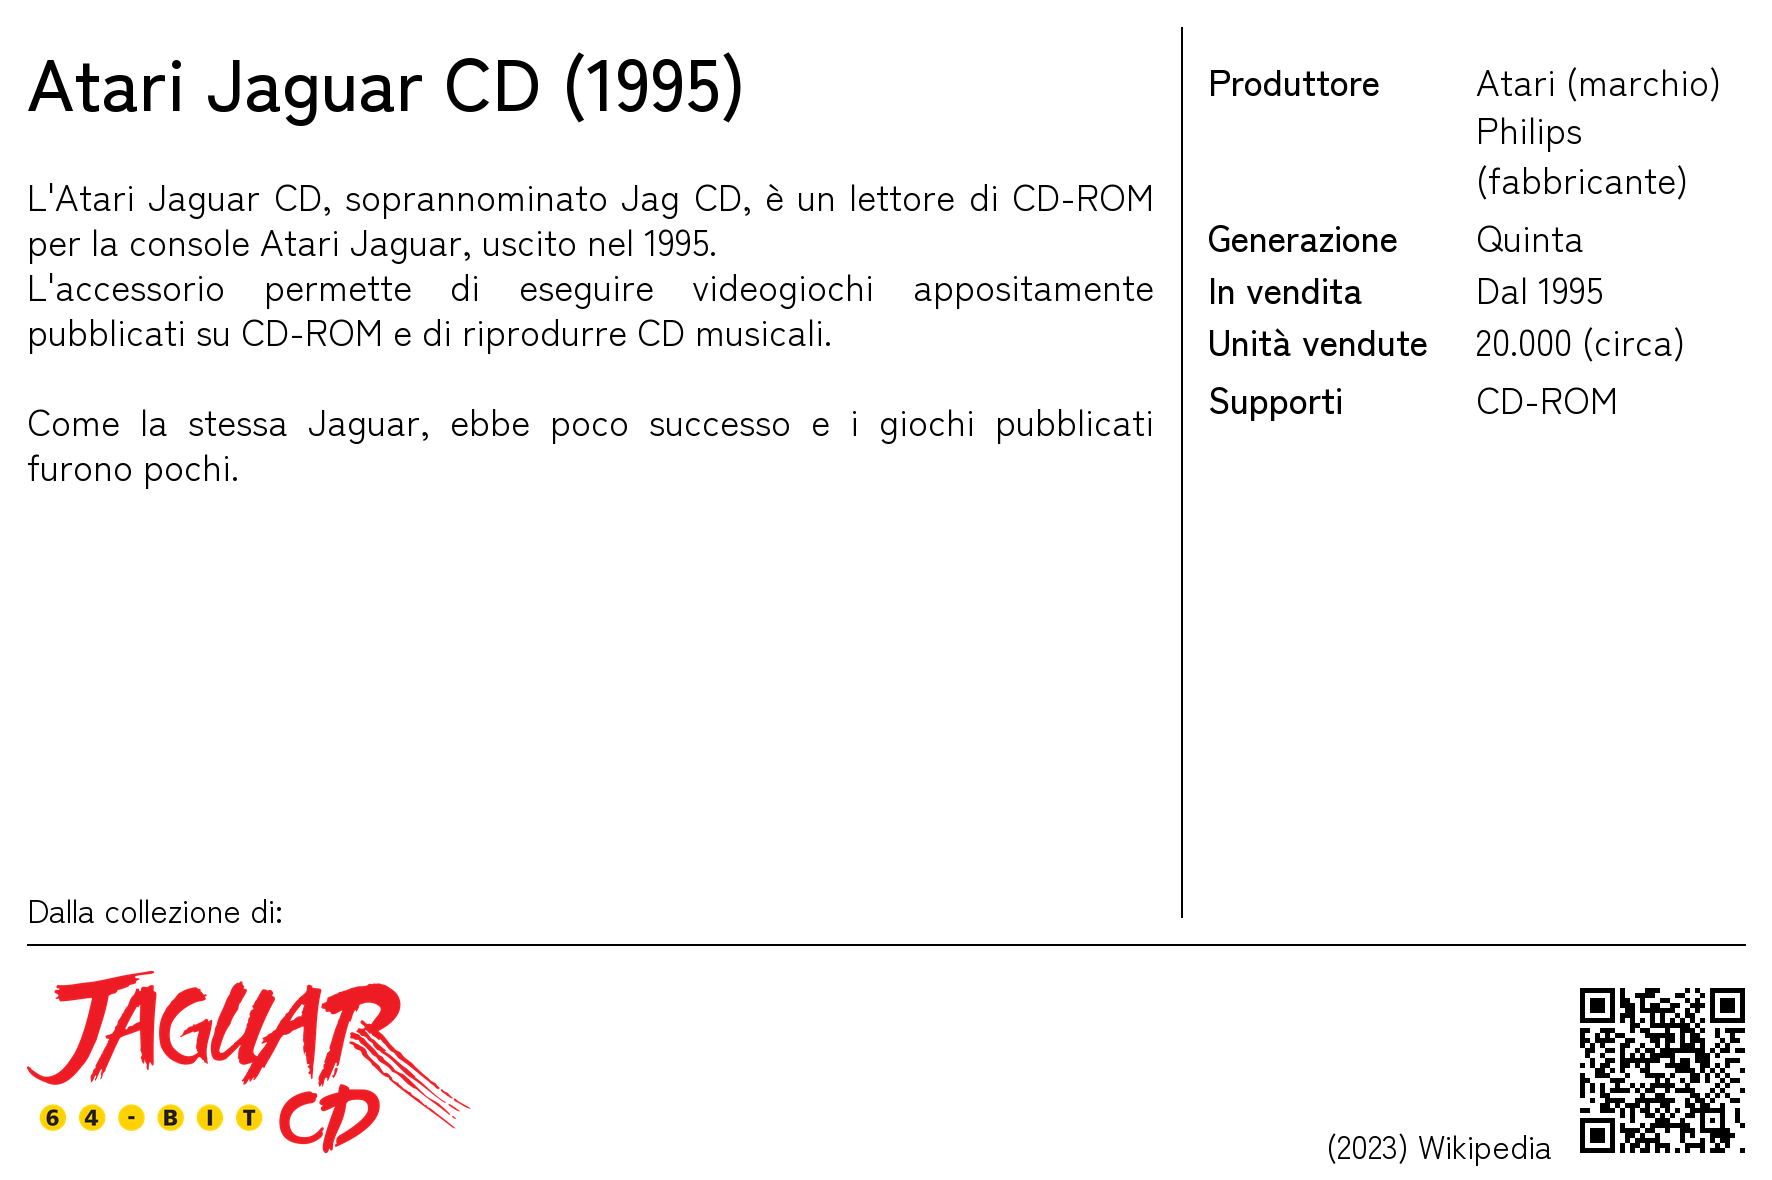 Atari Jaguar CD (1995)
L'Atari Jaguar CD, soprannominato Jag CD, è un lettore di CD-ROM
per la console Atari Jaguar, uscito nel 1995.
L'accessorio permette di eseguire videogiochi appositamente
pubblicati su CD-ROM e di riprodurre CD musicali.
Come la stessa Jaguar, ebbe poco successo e i giochi pubblicati
furono pochi.
Produttore Atari (marchio)
Philips
(fabbricante)
Generazione Quinta
In vendita Dal 1995
Unità vendute 20.000 (circa)
Supporti CD-ROM
Dalla collezione di:
JAGUAR
64-BIT CD
(2023) Wikipedia